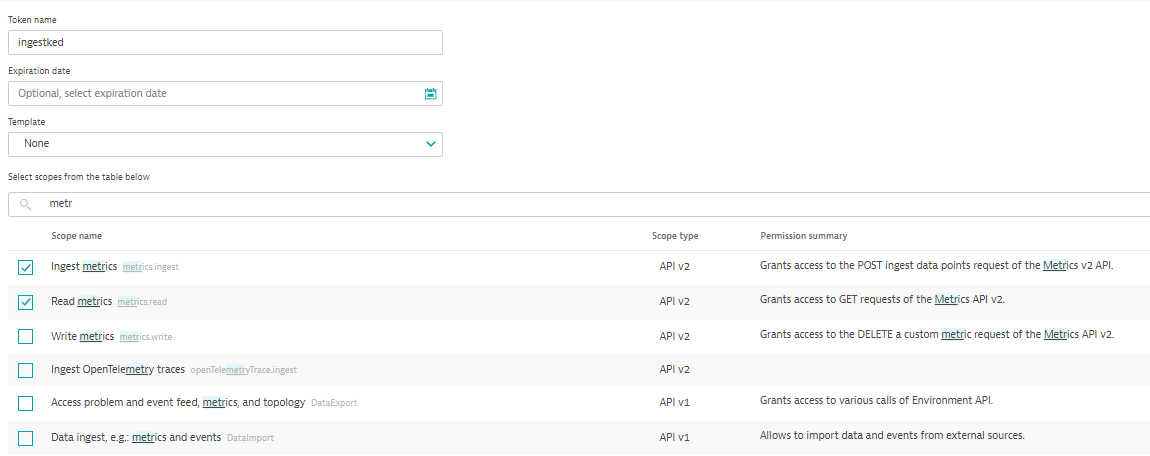 Token name
ingestked
Expiration date
Optional, select expiration date
Template
None
Select scopes from the table below
metr
Scope name Scope type Permission summary
Ingest metrics metrics.ingest API v2 Grants access to the POST ingest data points request of the Metrics v2 API.
Read metrics metrics.read API v2 Grants access to GET requests of the Metrics API v2.
Write metrics metrics.write API v2 Grants access to the DELETE a custom metric request of the Metrics API v2.
Ingest OpenTelemetry traces openTelemetryTrace.ingest API v2
Access problem and event feed, metrics, and topology DataExport API v1 Grants access to various calls of Environment API.
Data ingest, e.g.: metrics and events DataImport API v1 Allows to import data and events from external sources.